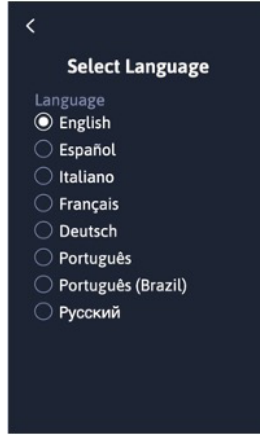 Select Language
Language
English
Español
Italiano
Français
Deutsch
Português
Português (Brazil)
Русский